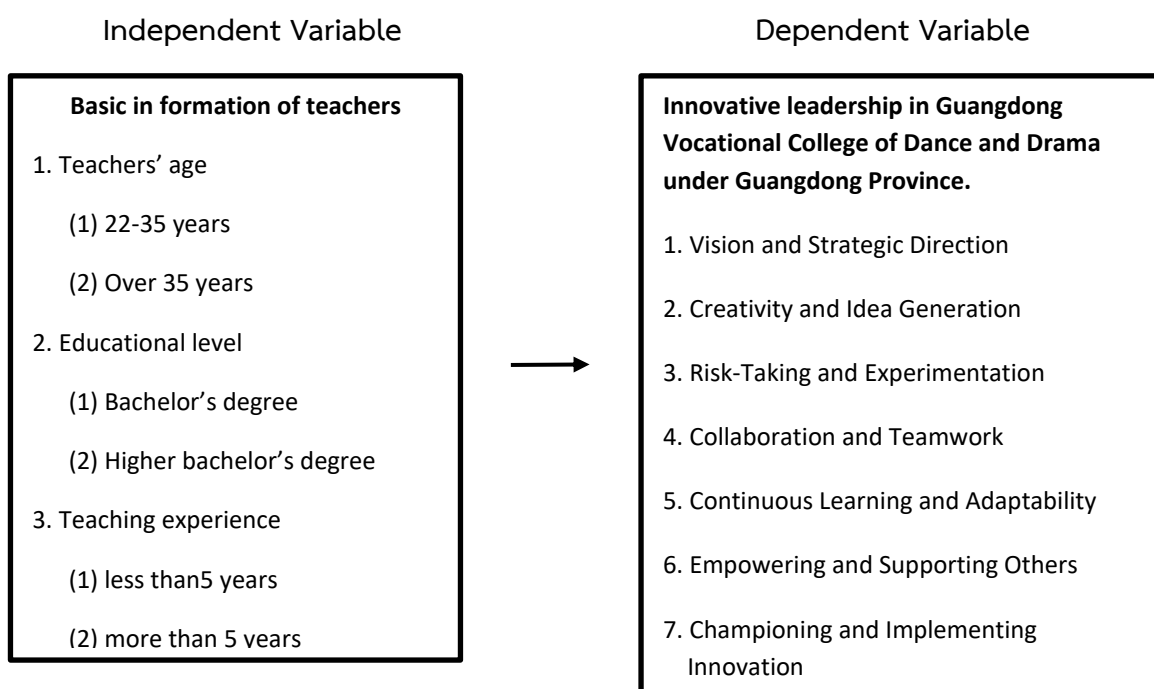 Independent Variable
Basic in formation of teachers
1. Teachers’ age
(1) 22-35 years
(2) Over 35 years
2. Educational level
(1) Bachelor’s degree
(2) Higher bachelor’s degree
3. Teaching experience
(1) less than5 years
(2) more than 5 years
Dependent Variable
Innovative leadership in Guangdong
Vocational College of Dance and Drama
under Guangdong Province.
1. Vision and Strategic Direction
2. Creativity and Idea Generation
3. Risk-Taking and Experimentation
4. Collaboration and Teamwork
5. Continuous Learning and Adaptability
6. Empowering and Supporting Others
7. Championing and Implementing
Innovation